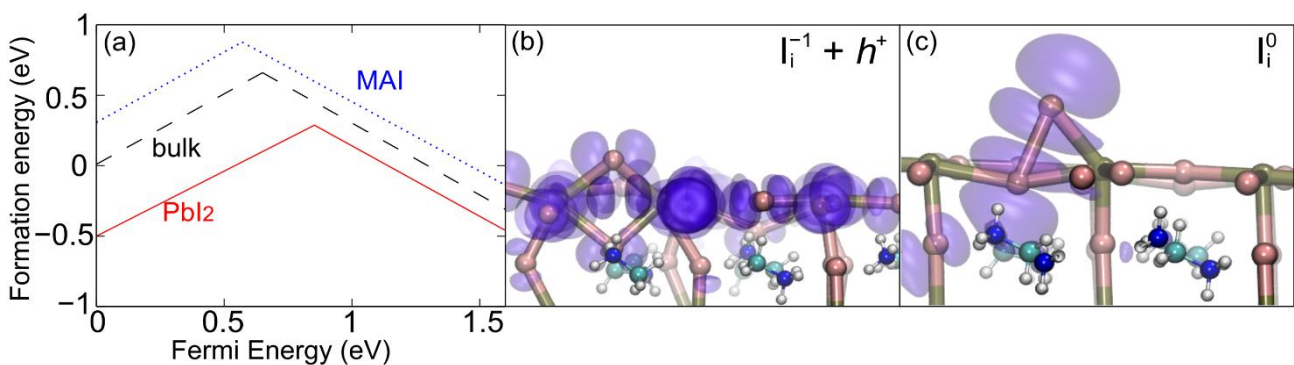 (a)
MAI
bulk
PbI2
Formation energy (eV)
1
0.5
0
−0.5
−1
0
0.5
1
1.5
Fermi Energy (eV)
(b)
I_i^{-1} + h^+
(c)
I_i^0